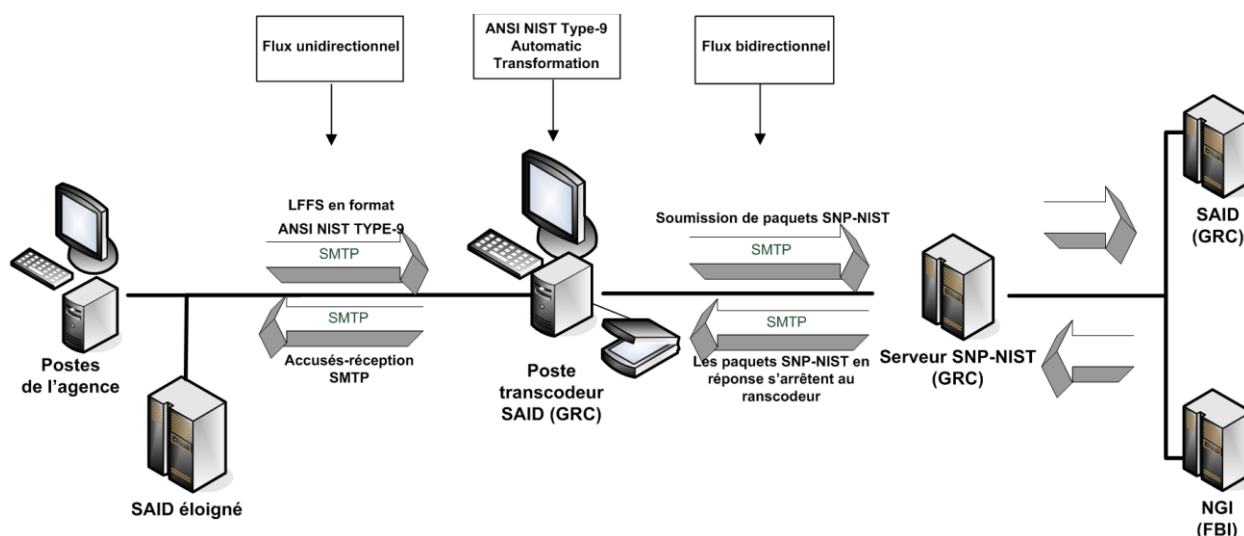 Flux unidirectionnel
ANSI NIST Type-9
Automatic
Transformation
Flux bidirectionnel
LFFS en format
ANSI NIST TYPE-9
SMTP
SMTP
Accusés-réception
SMTP
Soumission de paquets SNP-NIST
SMTP
SMTP
Les paquets SNP-NIST en
réponse s’arrêtent au
ranscodeur
Postes
de l’agence
SAID éloigné
Poste
transcodeur
SAID (GRC)
Serveur SNP-NIST
(GRC)
SAID
(GRC)
NGI
(FBI)